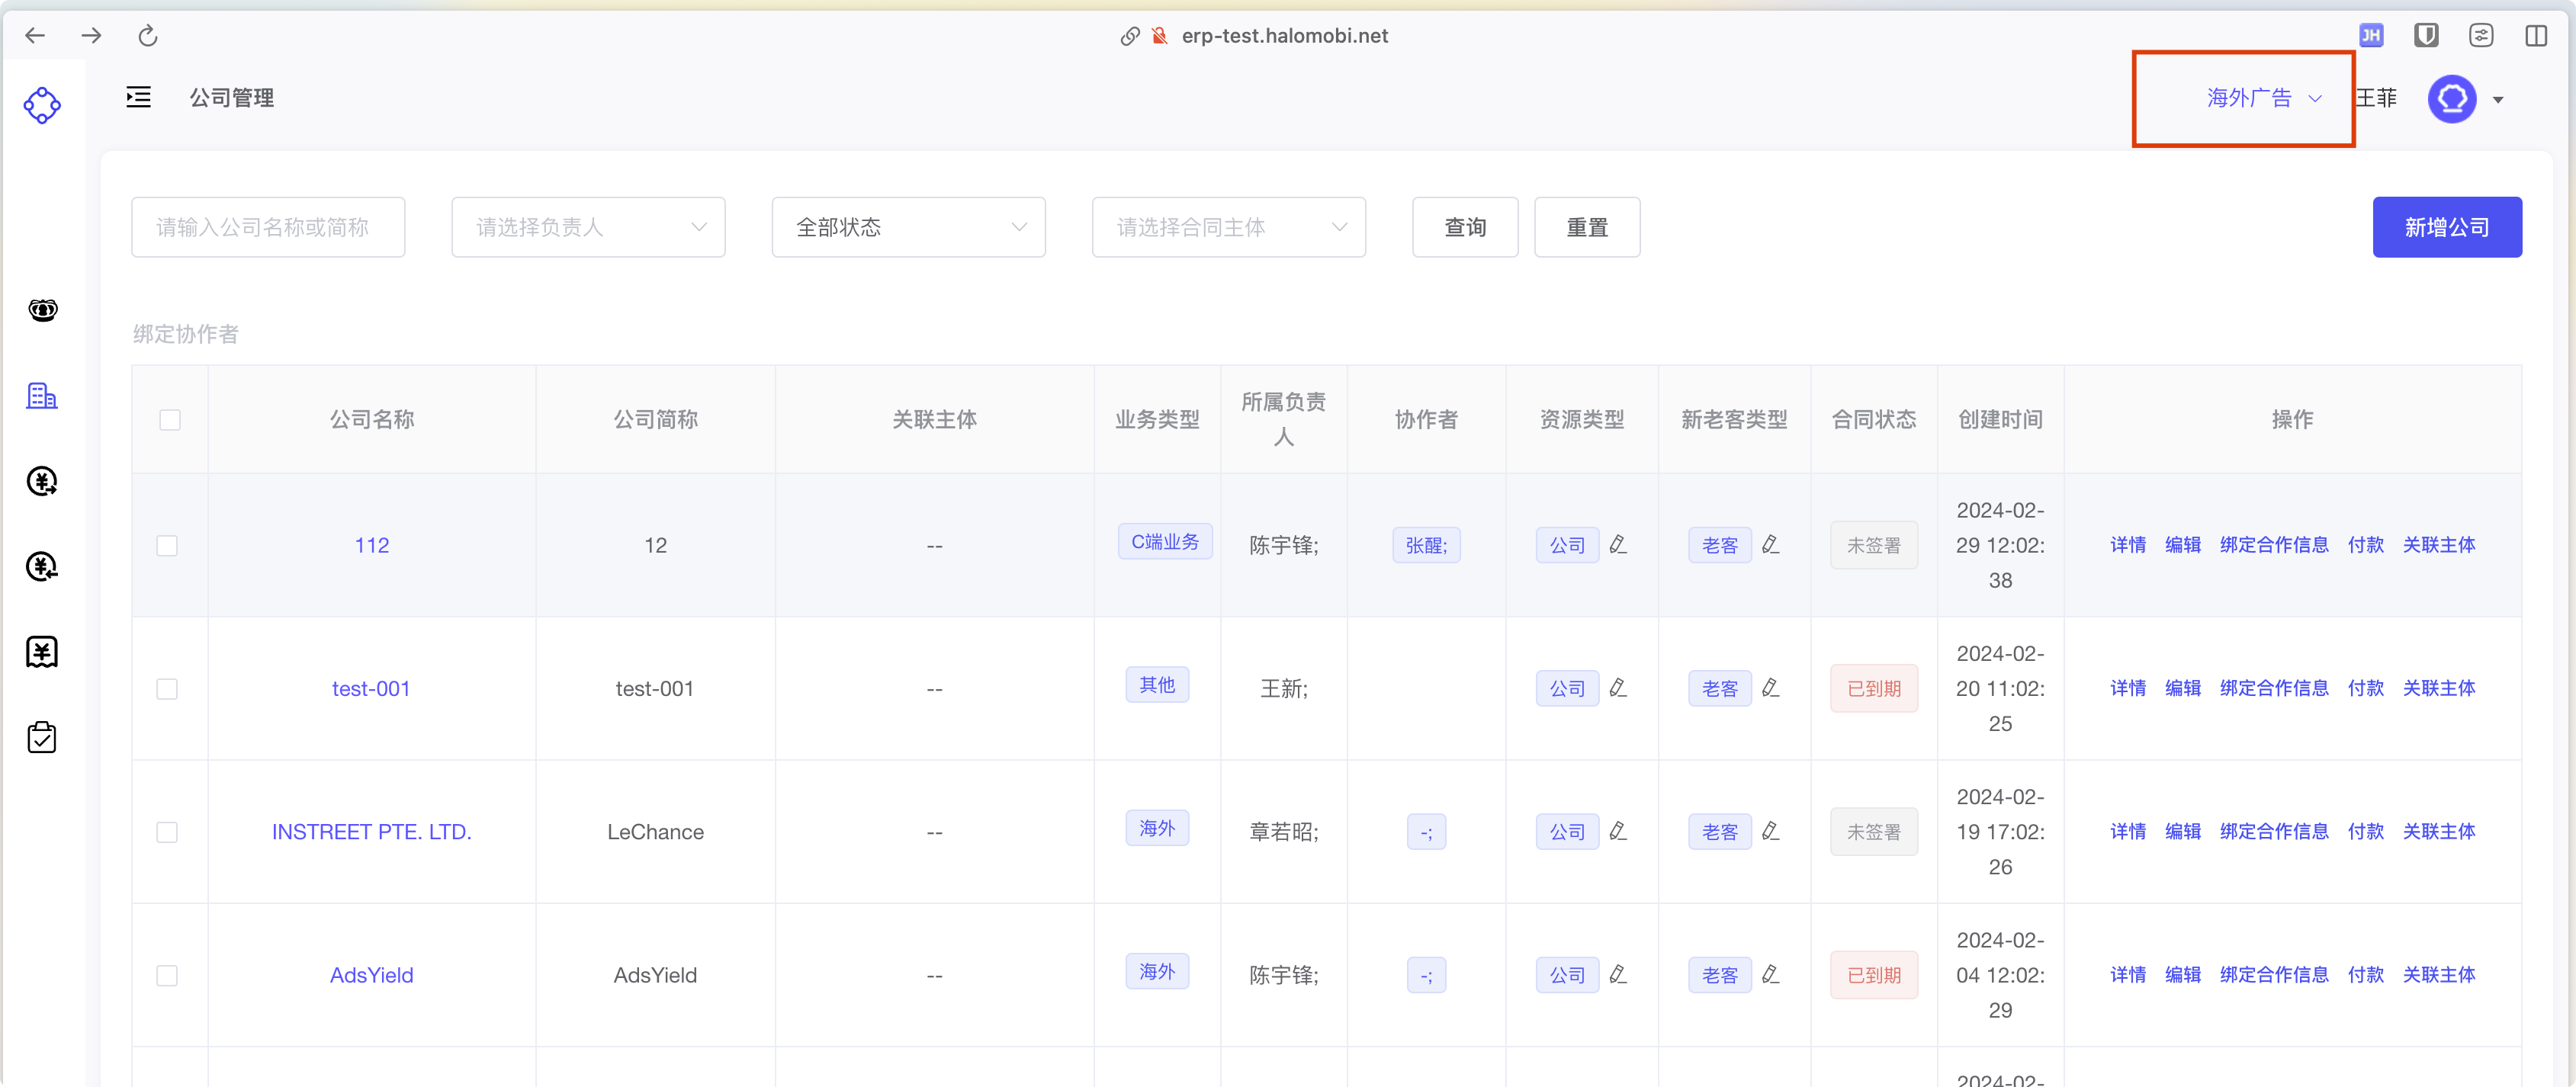 erp-test.halomobi.net
JH
公司管理
海外广告
王菲
请输入公司名称或简称
请选择负责人
全部状态
请选择合同主体
查询
重置
新增公司
绑定协作者
公司名称 公司简称 关联主体 业务类型 所属负责人 协作者 资源类型 新老客类型 合同状态 创建时间 操作
112 12 -- C端业务 陈宇锋; 张醒; 公司 老客 未签署 2024-02-29 12:02:38 详情 编辑 绑定合作信息 付款 关联主体
test-001 test-001 -- 其他 王新; 公司 老客 已到期 2024-02-20 11:02:25 详情 编辑 绑定合作信息 付款 关联主体
INSTREET PTE. LTD. LeChance -- 海外 章若昭; -; 公司 老客 未签署 2024-02-19 17:02:26 详情 编辑 绑定合作信息 付款 关联主体
AdsYield AdsYield -- 海外 陈宇锋; -; 公司 老客 已到期 2024-02-04 12:02:29 详情 编辑 绑定合作信息 付款 关联主体
2024-02-